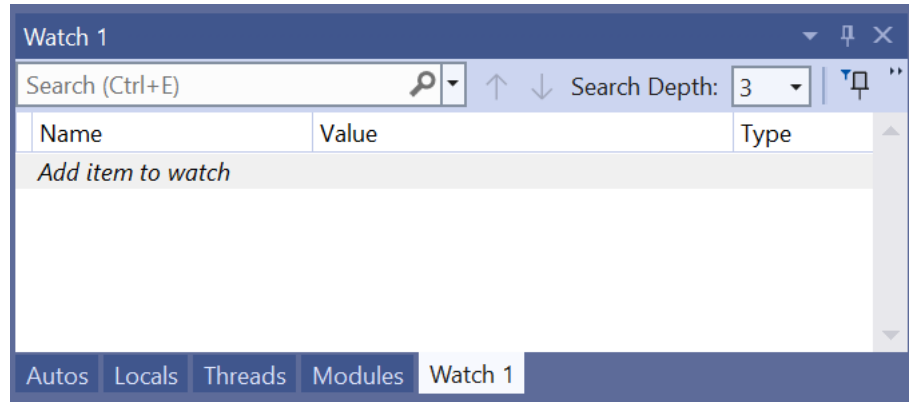 Watch 1
Search (Ctrl+E) Search Depth: 3
Name Value Type
Add item to watch
Autos Locals Threads Modules Watch 1